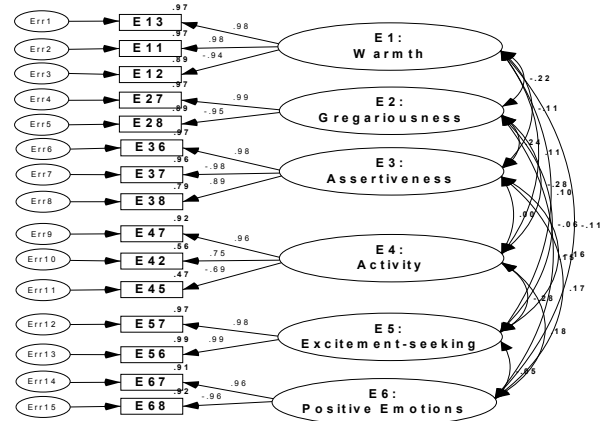 .97
Err1 E13 .98
E1:
Warmth
.97
Err2 E11 .98
.89
Err3 E12 -.94
-.22
.97
Err4 E27 .99
E2:
Gregariousness
-.11
.89
Err5 E28 -.95
.97
Err6 E36 .98
.24 .11
E3:
Assertiveness
.96
Err7 E37 -.98
-.28
.10
.79
Err8 E38 .89
.00 -.06 -.11
.92
Err9 E47 .96
E4:
Activity
.56
Err10 E42 .75
.15 .16
.47
Err11 E45 -.69
-.28 .17
.97
Err12 E57 .98
E5:
Excitement-seeking
.18
.99
Err13 E56 .99
.91
Err14 E67 .96
E6:
Positive Emotions
.92
Err15 E68 -.96